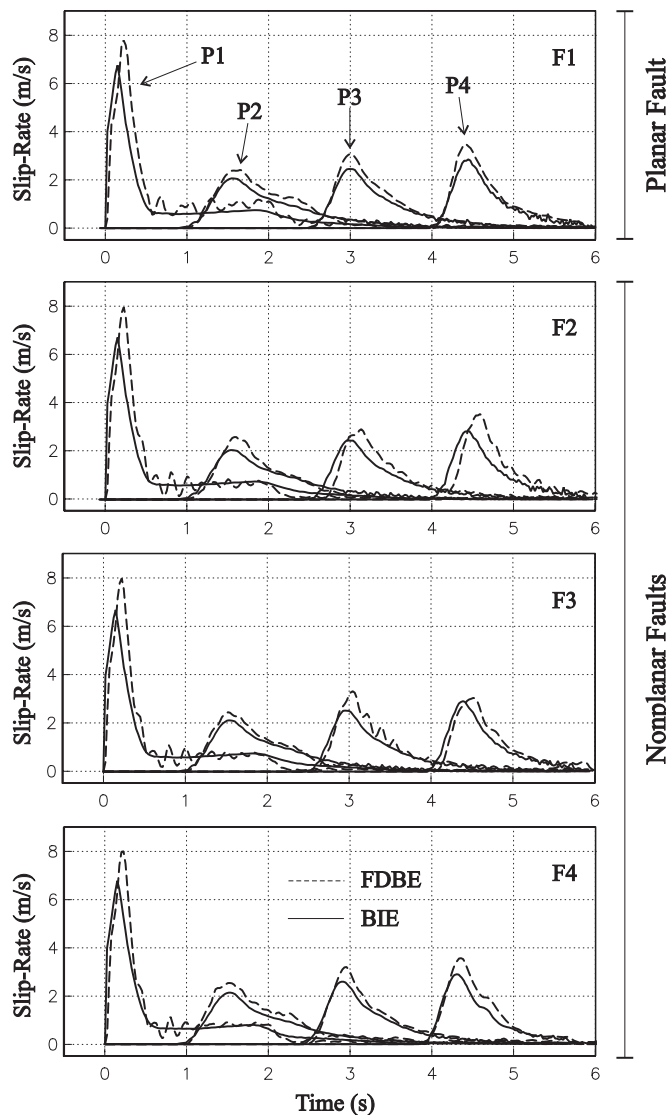 Slip-Rate (m/s)
8
6
4
2
0
P1
P2
P3
P4
F1
0 1 2 3 4 5 6
Planar Fault
Slip-Rate (m/s)
8
6
4
2
0
F2
0 1 2 3 4 5 6
Slip-Rate (m/s)
8
6
4
2
0
F3
0 1 2 3 4 5 6
Nonplanar Faults
Slip-Rate (m/s)
8
6
4
2
0
F4
FDBE
BIE
0 1 2 3 4 5 6
Time (s)